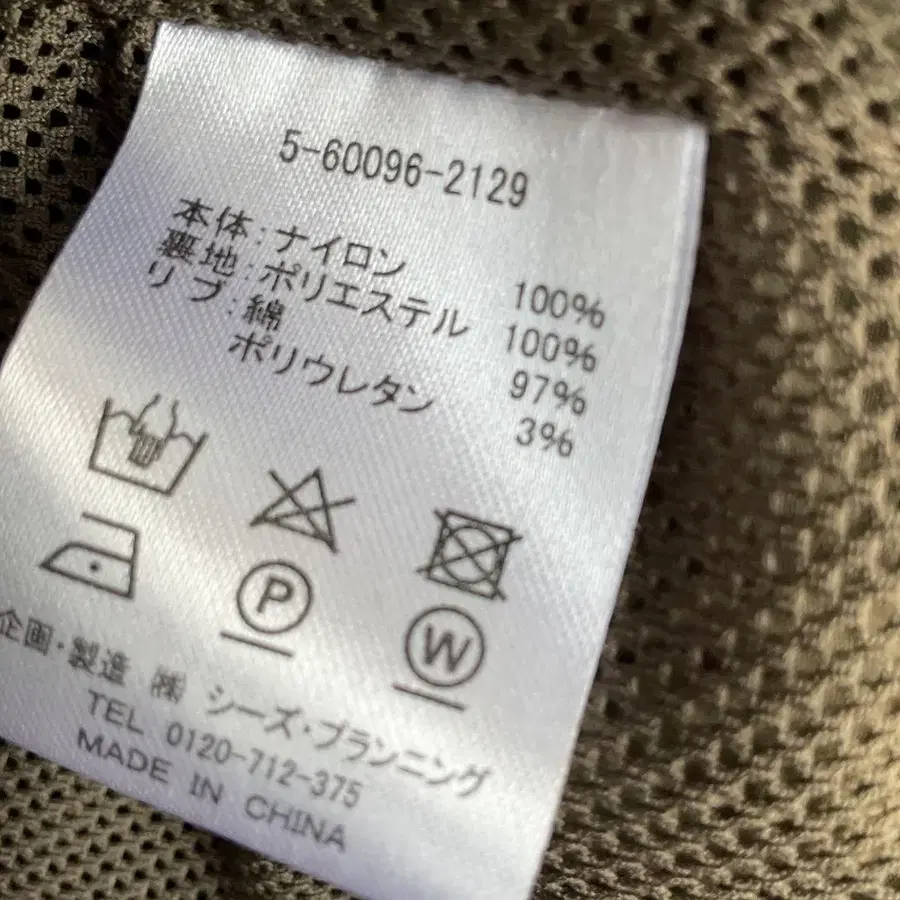 5-60096-2129
本体:ナイロン 100%
裏地:ポリエステル 100%
リブ:綿 97%
ポリウレタン 3%
P
W
企画・製造 ㈱ シーズ・プランニング
TEL 0120-712-375
MADE IN CHINA